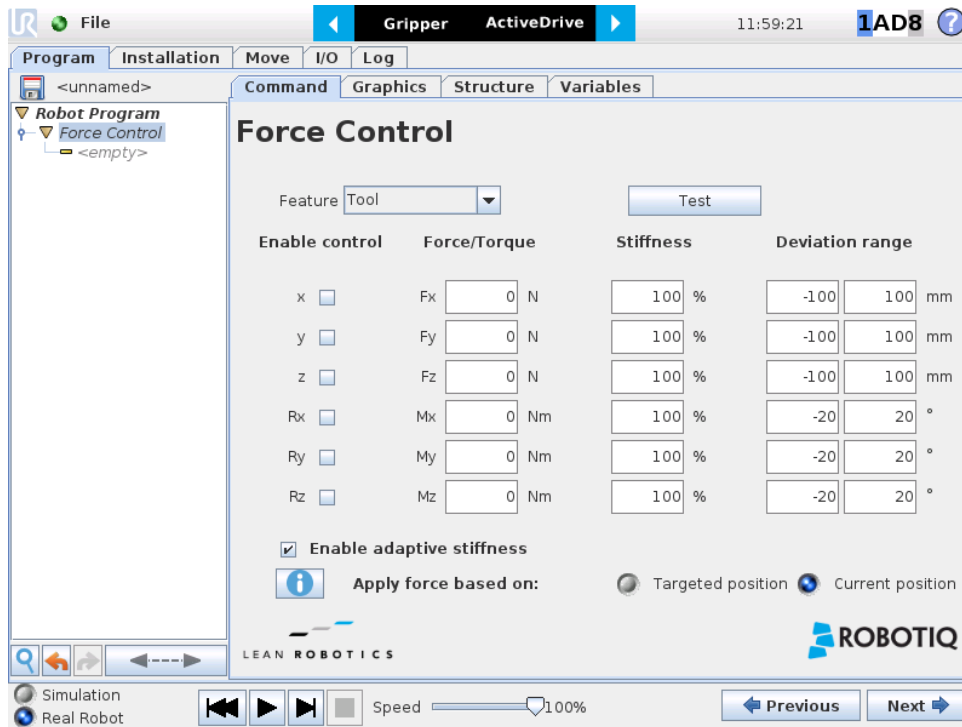 UR File Gripper ActiveDrive 11:59:21 1AD8 ?
Program Installation Move I/O Log
<unnamed> Command Graphics Structure Variables
Robot Program
Force Control
<empty>
Force Control
Feature Tool Test
Enable control Force/Torque Stiffness Deviation range
x Fx 0 N 100 % -100 100 mm
y Fy 0 N 100 % -100 100 mm
z Fz 0 N 100 % -100 100 mm
Rx Mx 0 Nm 100 % -20 20 °
Ry My 0 Nm 100 % -20 20 °
Rz Mz 0 Nm 100 % -20 20 °
Enable adaptive stiffness
i Apply force based on: Targeted position Current position
LEAN ROBOTICS ROBOTIQ
Simulation
Real Robot Speed 100% Previous Next